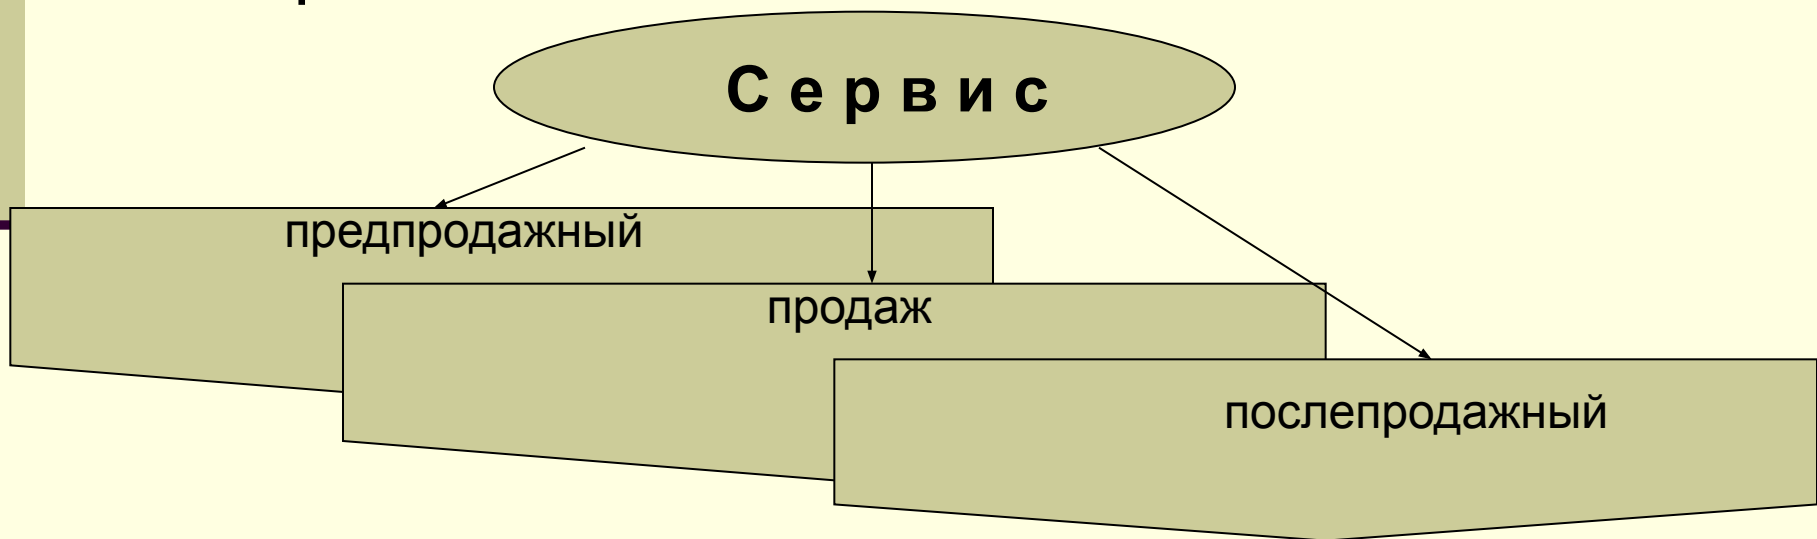 С е р в и с
предпродажный
продаж
послепродажный